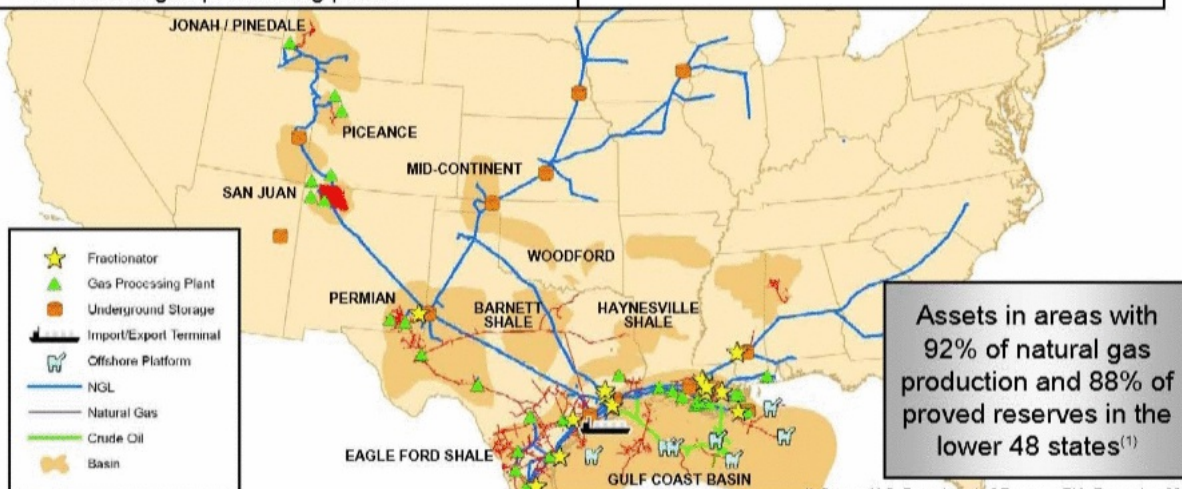 JONAH / PINEDALE
PICEANCE
MID-CONTINENT
SAN JUAN
WOODFORD
PERMIAN
BARNETT
SHALE
HAYNESVILLE
SHALE
EAGLE FORD SHALE
GULF COAST BASIN
Fractionator
Gas Processing Plant
Underground Storage
Import/Export Terminal
Offshore Platform
NGL
Natural Gas
Crude Oil
Basin
Assets in areas with
92% of natural gas
production and 88% of
proved reserves in the
lower 48 states(1)